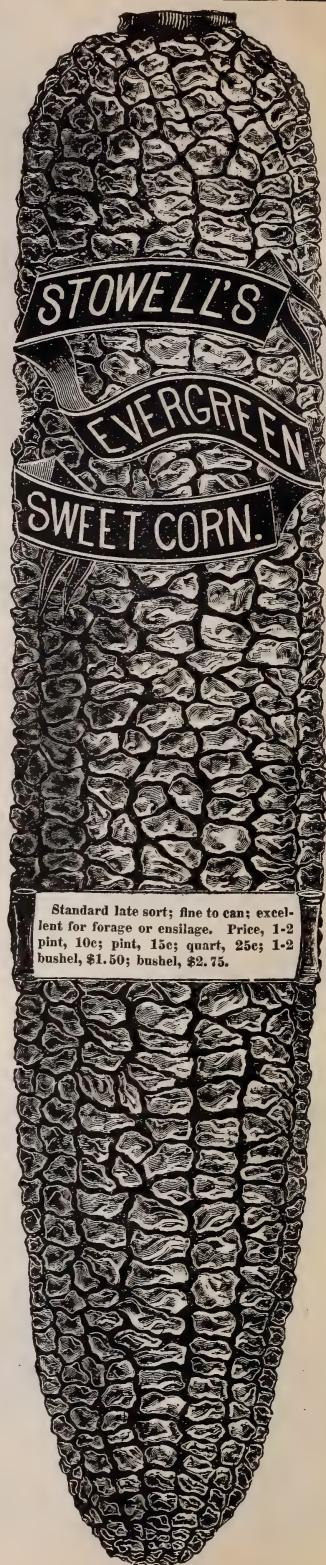 STOWELL'S
EVERGREEN
SWEET CORN.
Standard late sort; fine to can; excel-
lent for forage or ensilage. Price, 1-2
pint, 10c; pint, 15c; quart, 25c; 1-2
bushel, $1.50; bushel, $2.75.